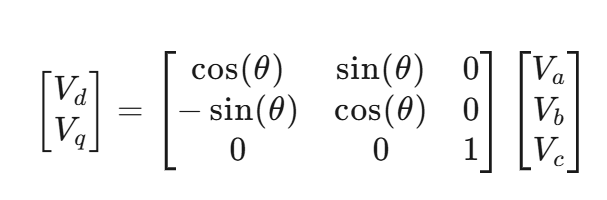 [V_d V_q] = [cos(θ) sin(θ) 0
− sin(θ) cos(θ) 0
0 0 1] [V_a V_b V_c]